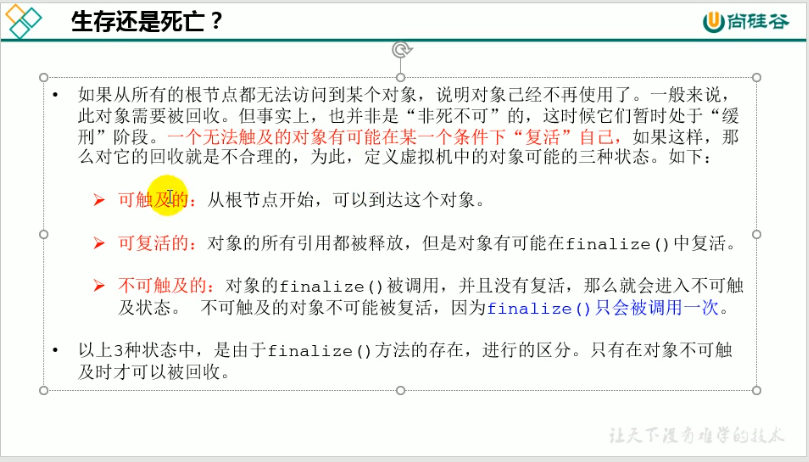 生存还是死亡？
尚硅谷
• 如果从所有的根节点都无法访问到某个对象，说明对象己经不再使用了。一般来说，
此对象需要被回收。但事实上，也并非是“非死不可”的，这时候它们暂时处于“缓
刑”阶段。一个无法触及的对象有可能在某一个条件下“复活”自己，如果这样，那
么对它的回收就是不合理的，为此，定义虚拟机中的对象可能的三种状态。如下：
➢ 可触及的：从根节点开始，可以到达这个对象。
➢ 可复活的：对象的所有引用都被释放，但是对象有可能在finalize()中复活。
➢ 不可触及的：对象的finalize()被调用，并且没有复活，那么就会进入不可触
及状态。 不可触及的对象不可能被复活，因为finalize()只会被调用一次。
• 以上3种状态中，是由于finalize()方法的存在，进行的区分。只有在对象不可触
及时才可以被回收。
让天下没有难学的技术